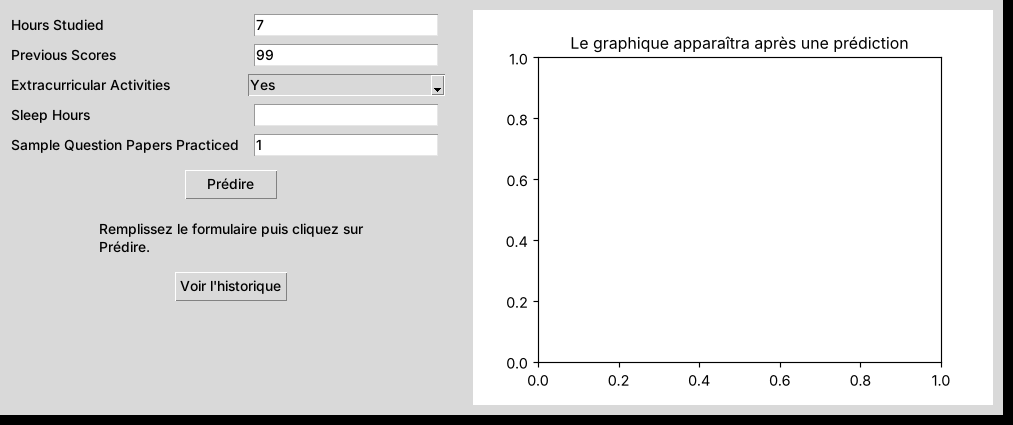 Hours Studied 7
Previous Scores 99
Extracurricular Activities Yes
Sleep Hours
Sample Question Papers Practiced 1
Prédire
Remplissez le formulaire puis cliquez sur
Prédire.
Voir l'historique
Le graphique apparaîtra après une prédiction
1.0
0.8
0.6
0.4
0.2
0.0
0.0 0.2 0.4 0.6 0.8 1.0